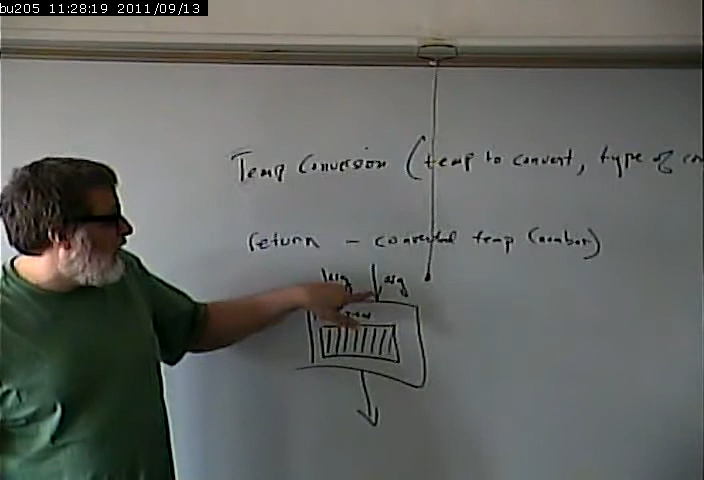 bu205 11:28:19 2011/09/13
Temp Conversion (temp to convert, type of con
return - converted temp (number)
arg arg